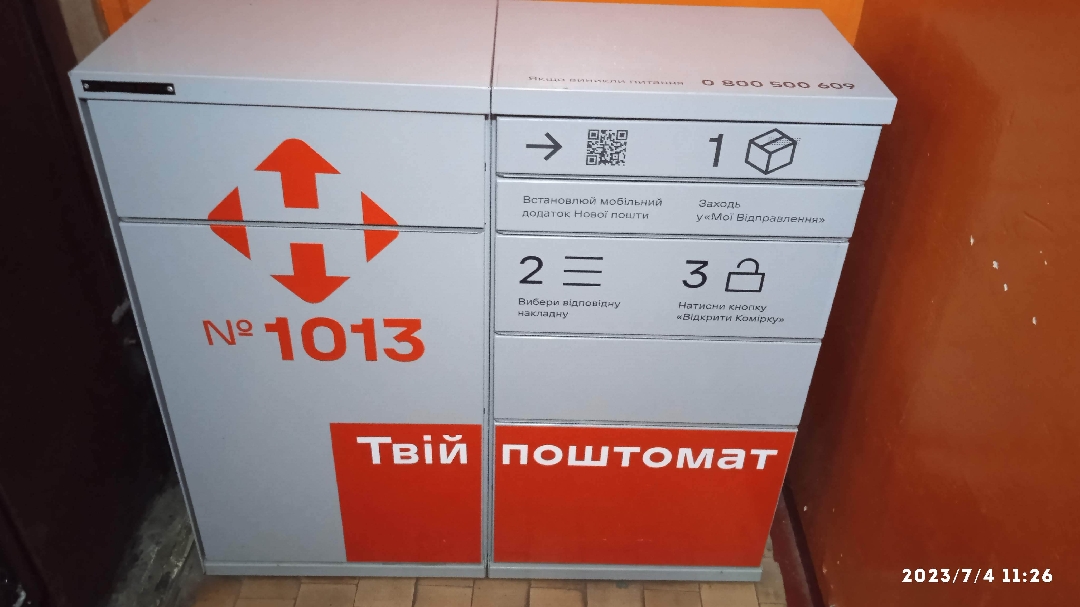 Якщо виникли питання 0 800 500 609
1
Встановлюй мобільний
додаток Нової пошти
Заходь
у «Мої Відправлення»
2
Вибери відповідну
накладну
3
Натисни кнопку
«Відкрити Комірку»
№ 1013
Твій поштомат
2023/7/4 11:26